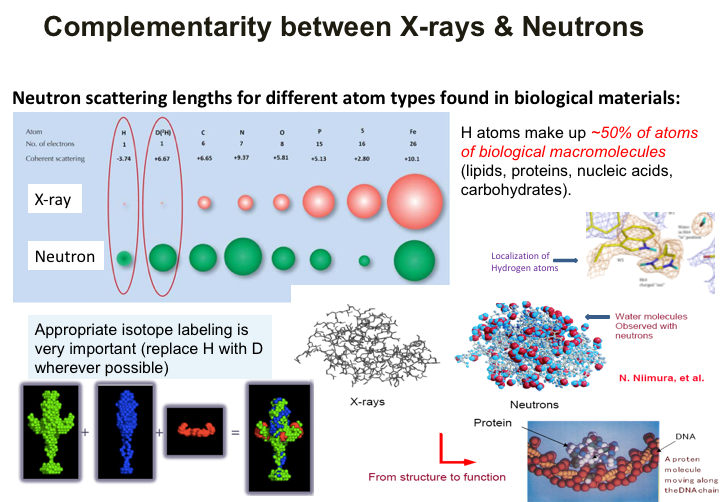 Complementarity between X-rays & Neutrons
Neutron scattering lengths for different atom types found in biological materials:
Atom H D(²H) C N O P S Fe
No. of electrons 1 1 6 7 8 15 16 26
Coherent scattering -3.74 +6.67 +6.65 +9.37 +5.81 +5.13 +2.80 +10.1
X-ray
Neutron
H atoms make up ~50% of atoms
of biological macromolecules
(lipids, proteins, nucleic acids,
carbohydrates).
Localization of
Hydrogen atoms
Appropriate isotope labeling is
very important (replace H with D
wherever possible)
+ + =
X-rays
Neutrons
Water molecules
Observed with
neutrons
N. Niimura, et al.
From structure to function
Protein
DNA
A protein
molecule
moving along
the DNA chain